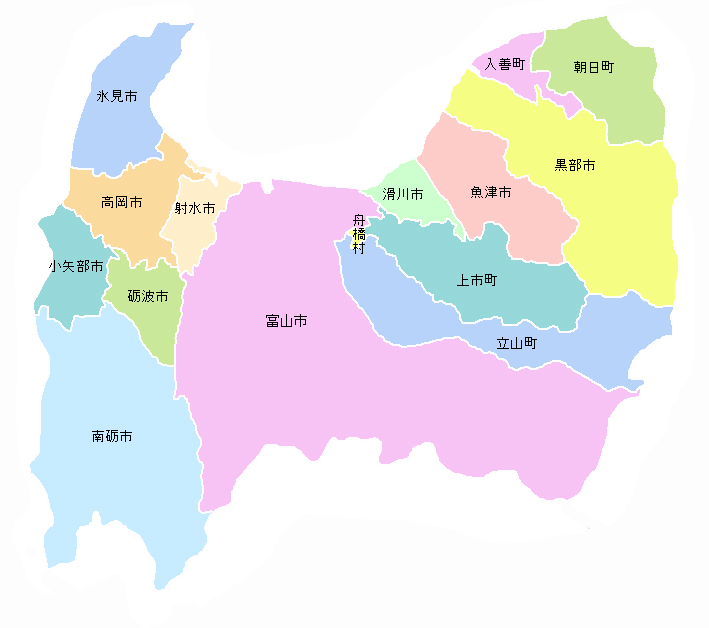 入善町
朝日町
氷見市
黒部市
魚津市
滑川市
高岡市
射水市
舟橋村
小矢部市
上市町
砺波市
富山市
立山町
南砺市